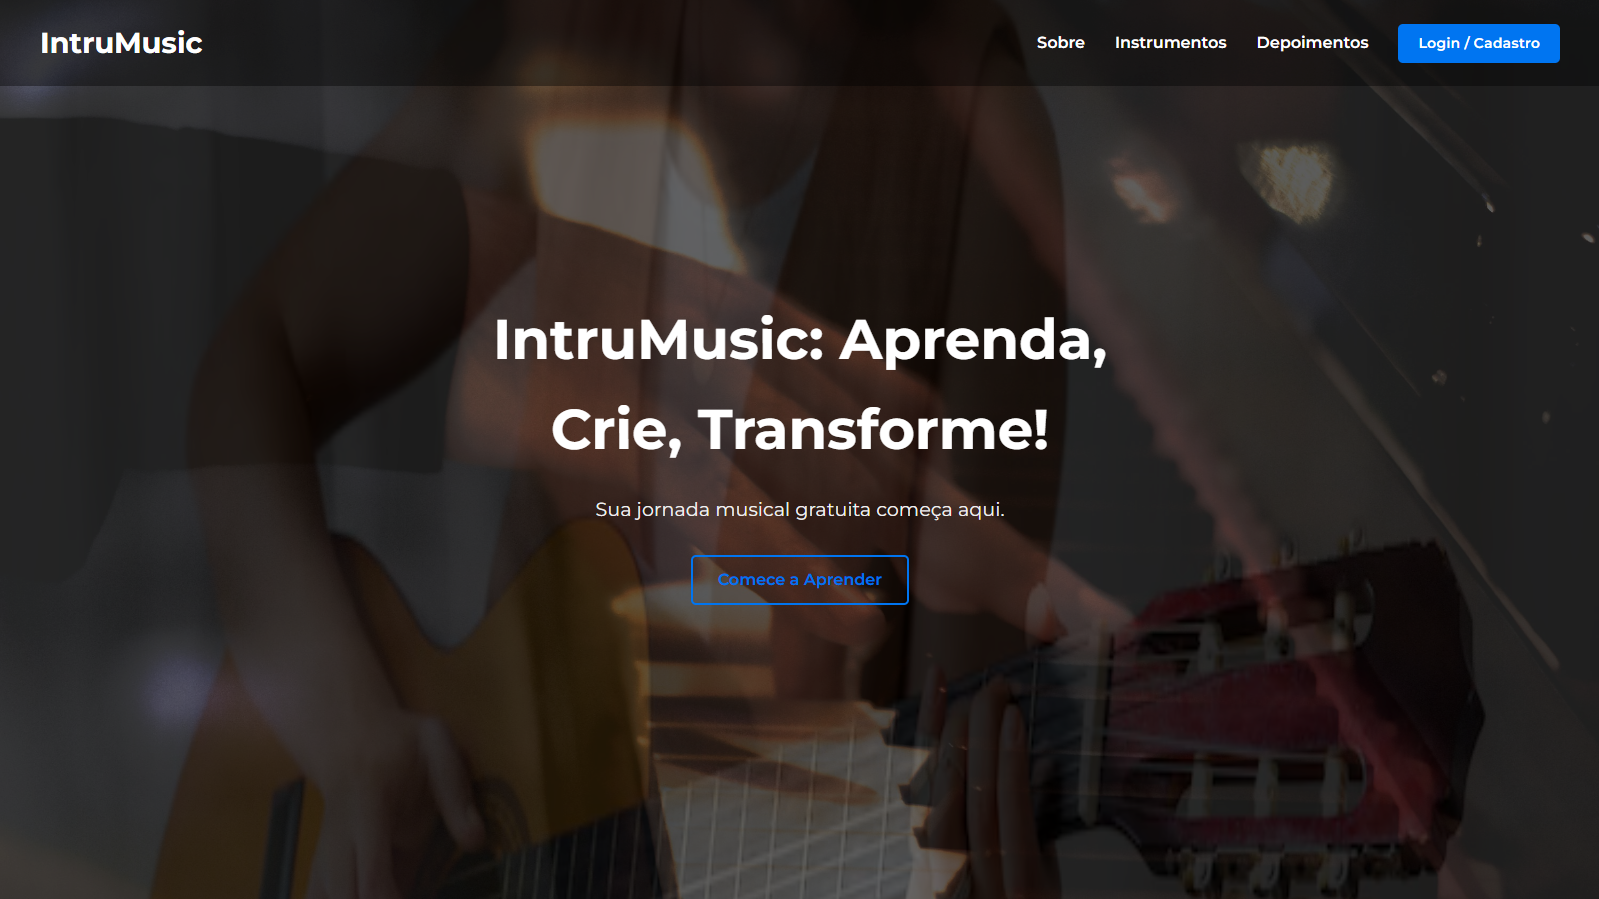 IntruMusic
Sobre
Instrumentos
Depoimentos
Login / Cadastro
IntruMusic: Aprenda,
Crie, Transforme!
Sua jornada musical gratuita começa aqui.
Comece a Aprender